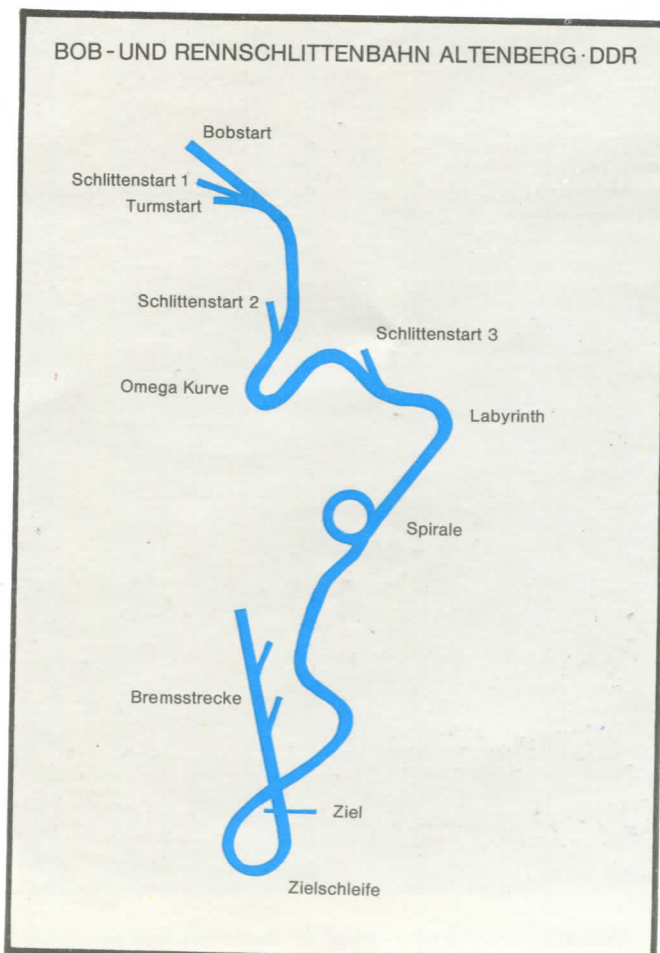 BOB-UND RENNSCHLITTENBAHN ALTENBERG·DDR
Bobstart
Schlittenstart 1
Turmstart
Schlittenstart 2
Schlittenstart 3
Omega Kurve
Labyrinth
Spirale
Bremsstrecke
Ziel
Zielschleife